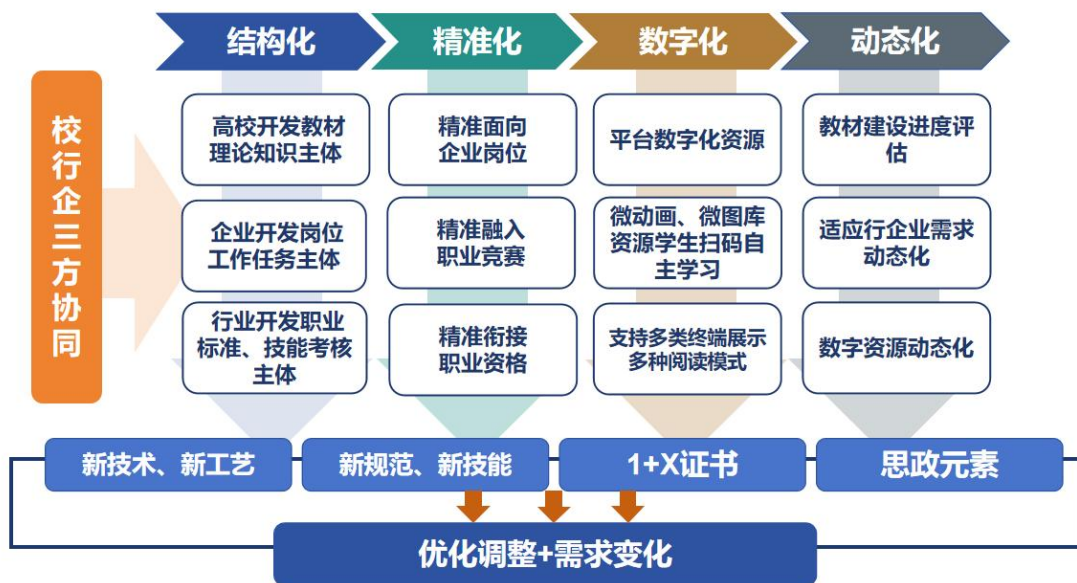 结构化
精准化
数字化
动态化
校行企三方协同
高校开发教材
理论知识主体
精准面向
企业岗位
平台数字化资源
教材建设进度评
估
企业开发岗位
工作任务主体
精准融入
职业竞赛
微动画、微图库
资源学生扫码自
主学习
适应行企业需求
动态化
行业开发职业
标准、技能考核
主体
精准衔接
职业资格
支持多类终端展示
多种阅读模式
数字资源动态化
新技术、新工艺
新规范、新技能
1+X证书
思政元素
优化调整+需求变化